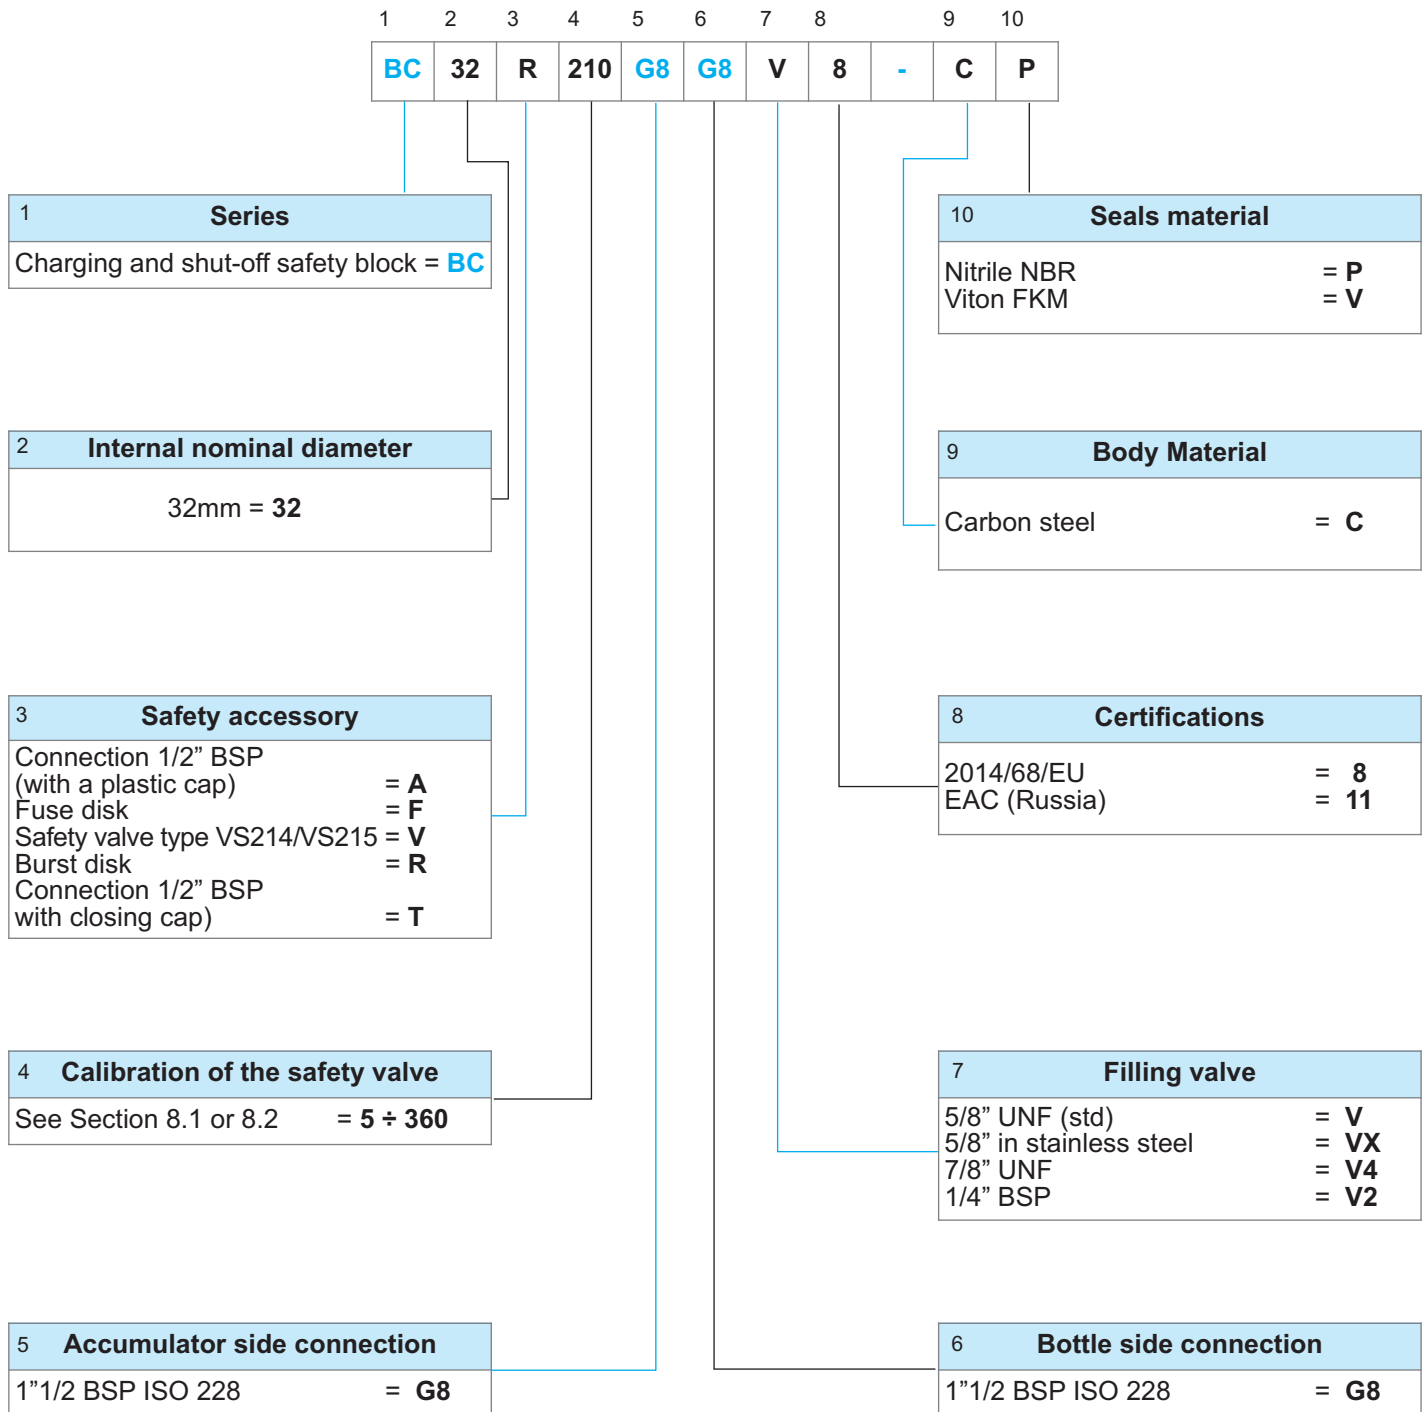 1 2 3 4 5 6 7 8 9 10
BC 32 R 210 G8 G8 V 8 - C P
1 Series
Charging and shut-off safety block = BC
2 Internal nominal diameter
32mm = 32
3 Safety accessory
Connection 1/2” BSP
(with a plastic cap) = A
Fuse disk = F
Safety valve type VS214/VS215 = V
Burst disk = R
Connection 1/2” BSP
with closing cap) = T
4 Calibration of the safety valve
See Section 8.1 or 8.2 = 5 ÷ 360
5 Accumulator side connection
1”1/2 BSP ISO 228 = G8
10 Seals material
Nitrile NBR = P
Viton FKM = V
9 Body Material
Carbon steel = C
8 Certifications
2014/68/EU = 8
EAC (Russia) = 11
7 Filling valve
5/8” UNF (std) = V
5/8” in stainless steel = VX
7/8” UNF = V4
1/4” BSP = V2
6 Bottle side connection
1”1/2 BSP ISO 228 = G8